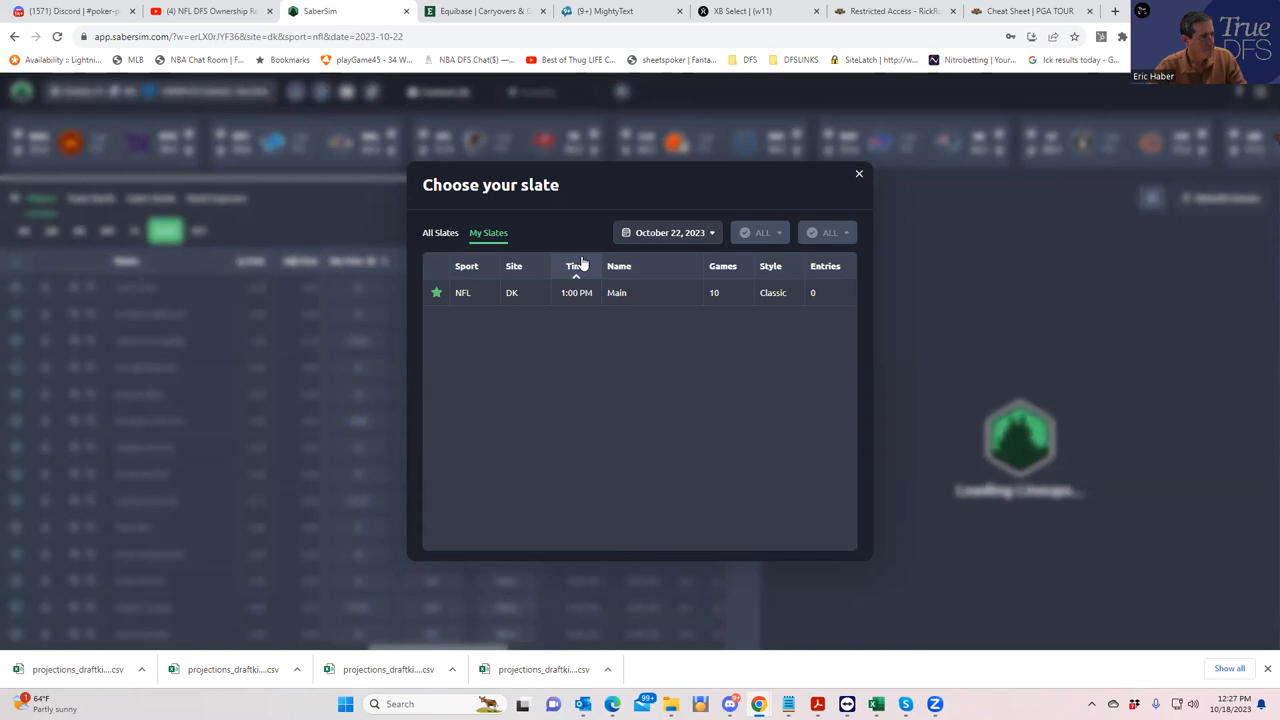 (1571) Discord | #poker-p
(4) NFL DFS Ownership Re
SaberSim
Equibase | Carryovers & G
(9+) MightyText
XB Select | (w11)
Restricted Access - RickRo
Cheat Sheet | PGA TOUR
app.sabersim.com/?w=erLX0rJYF36&site=dk&sport=nfl&date=2023-10-22
Availability :: Lightni...
MLB
NBA Chat Room | F...
Bookmarks
playGame45 - 34 W...
NBA DFS Chat($) —...
Best of Thug LIFE C...
sheetspoker | Fanta...
DFS
DFSLINKS
SiteLatch | Home
Nitrobetting | Your...
Ick results today f...
True
DFS
Eric Haber
Choose your slate
All Slates
My Slates
October 22, 2023
ALL
ALL
Sport
Site
Name
Games
Style
Entries
NFL
DK
1:00 PM
Main
10
Classic
0
Loading Lineups...
projections_draftki....csv
projections_draftki....csv
projections_draftki....csv
projections_draftki....csv
Show all
64°F
Partly sunny
Search
99+
12:27 PM
10/18/2023